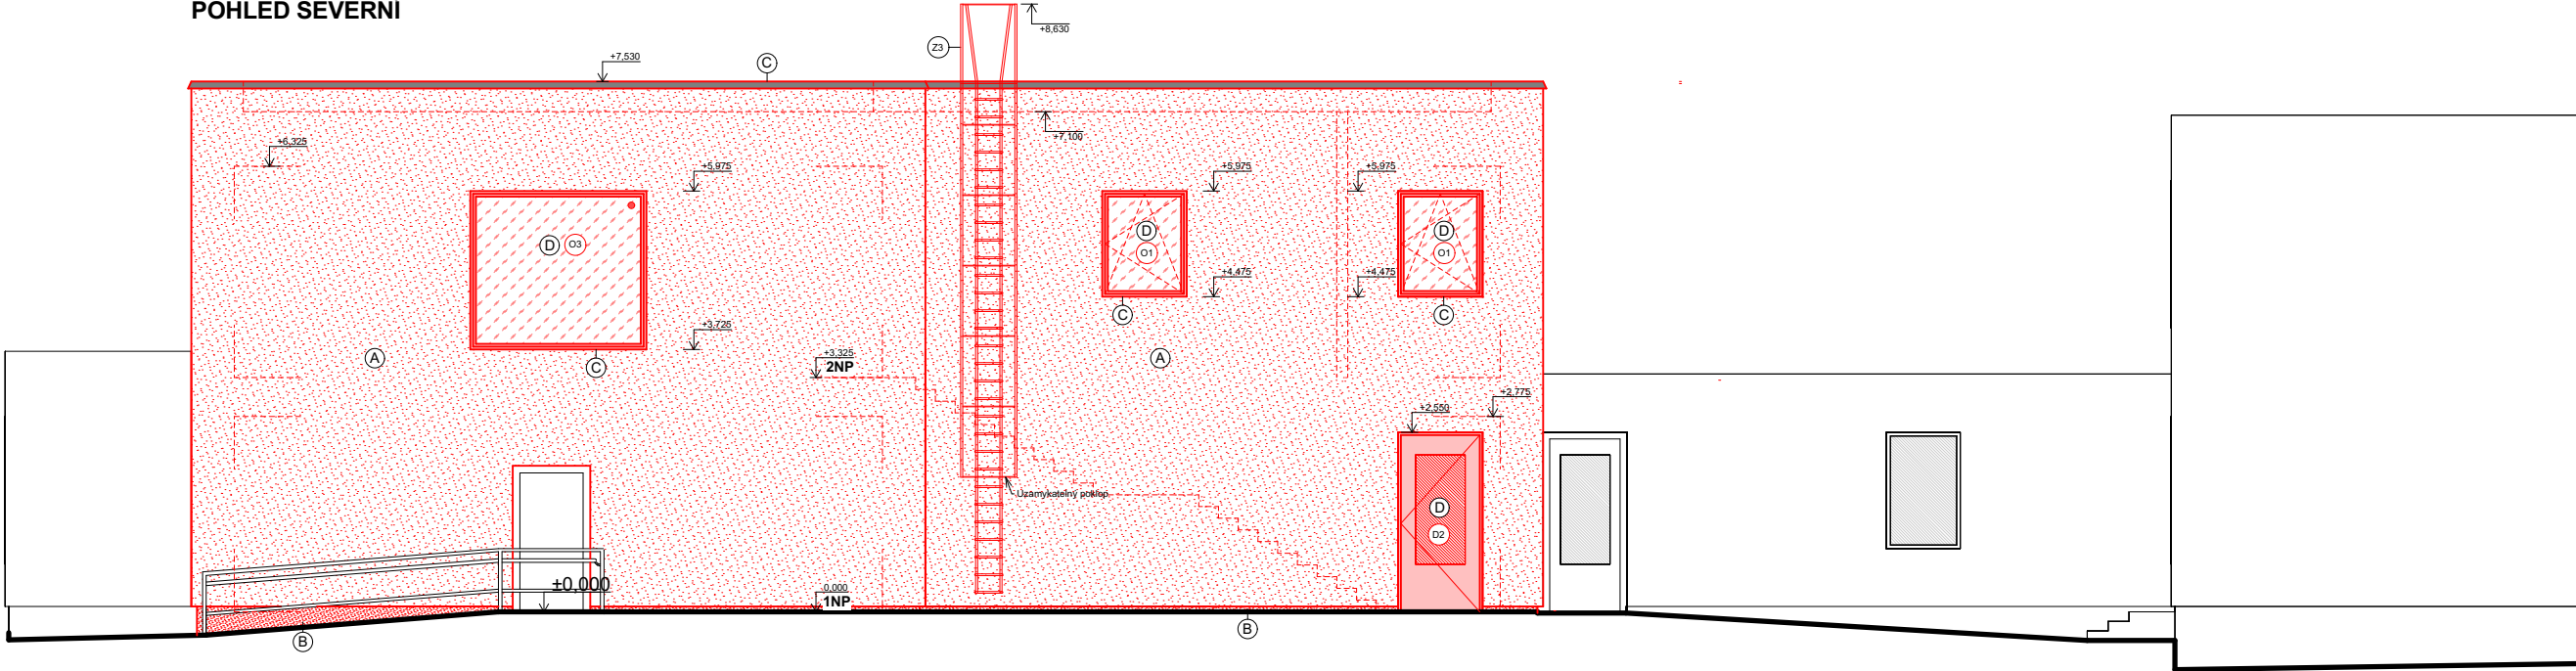 POHLED SEVERNÍ
+8,630
Z3
+7,530
C
+7,100
+6,325
+5,975
+5,975
+5,975
D
O3
D
O1
D
O1
+4,475
+4,475
C
C
+3,725
A
C
+3,325
2NP
A
+2,775
+2,550
Uzamykatelný poklop
D
D2
±0,000
0,000
1NP
B
B